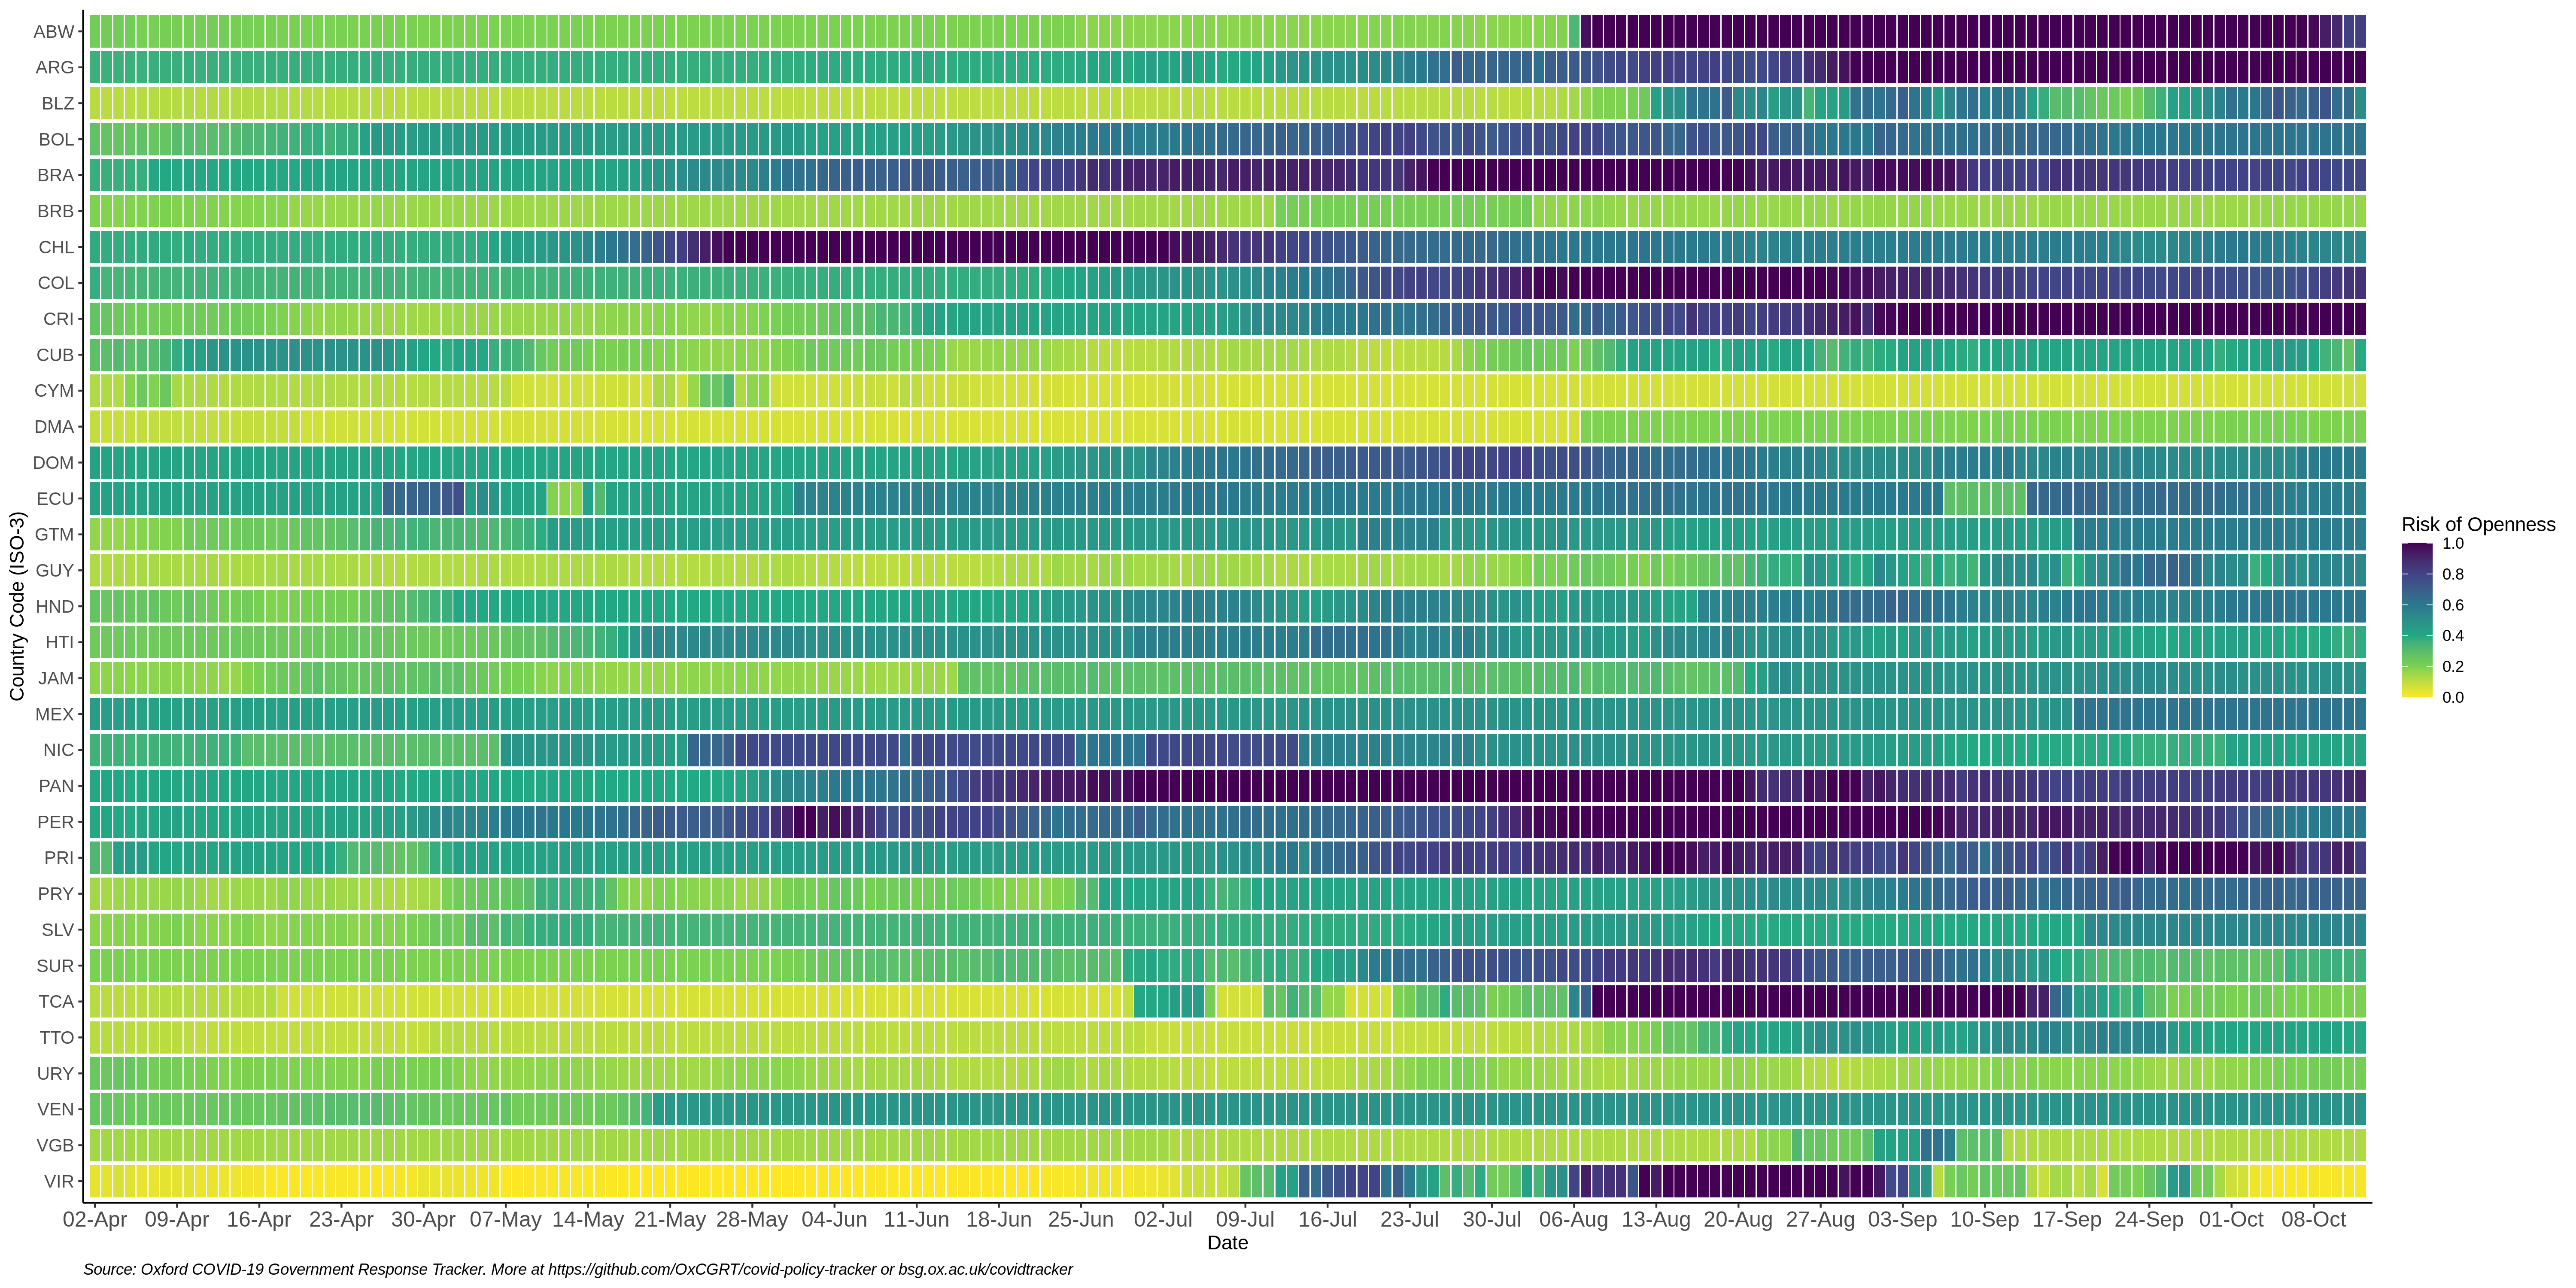 ABW
ARG
BLZ
BOL
BRA
BRB
CHL
COL
CRI
CUB
CYM
DMA
DOM
ECU
GTM
GUY
HND
HTI
JAM
MEX
NIC
PAN
PER
PRI
PRY
SLV
SUR
TCA
TTO
URY
VEN
VGB
VIR
Country Code (ISO-3)
02-Apr 09-Apr 16-Apr 23-Apr 30-Apr 07-May 14-May 21-May 28-May 04-Jun 11-Jun 18-Jun 25-Jun 02-Jul 09-Jul 16-Jul 23-Jul 30-Jul 06-Aug 13-Aug 20-Aug 27-Aug 03-Sep 10-Sep 17-Sep 24-Sep 01-Oct 08-Oct
Date
Risk of Openness
1.0
0.8
0.6
0.4
0.2
0.0
Source: Oxford COVID-19 Government Response Tracker. More at https://github.com/OxCGRT/covid-policy-tracker or bsg.ox.ac.uk/covidtracker